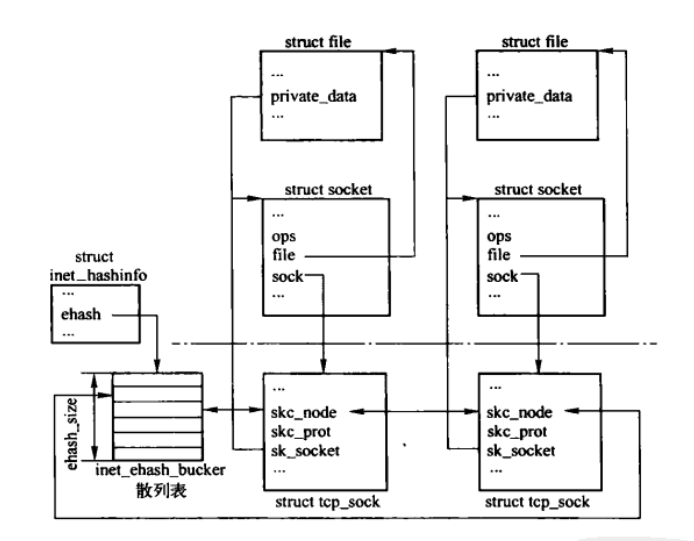 struct file
...
private_data
...
struct file
...
private_data
...
struct socket
...
ops
file
sock
...
struct socket
...
ops
file
sock
...
struct
inet_hashinfo
...
ehash
...
ehash_size
inet_ehash_bucker
散列表
...
skc_node
skc_prot
sk_socket
...
struct tcp_sock
...
skc_node
skc_prot
sk_socket
...
struct tcp_sock